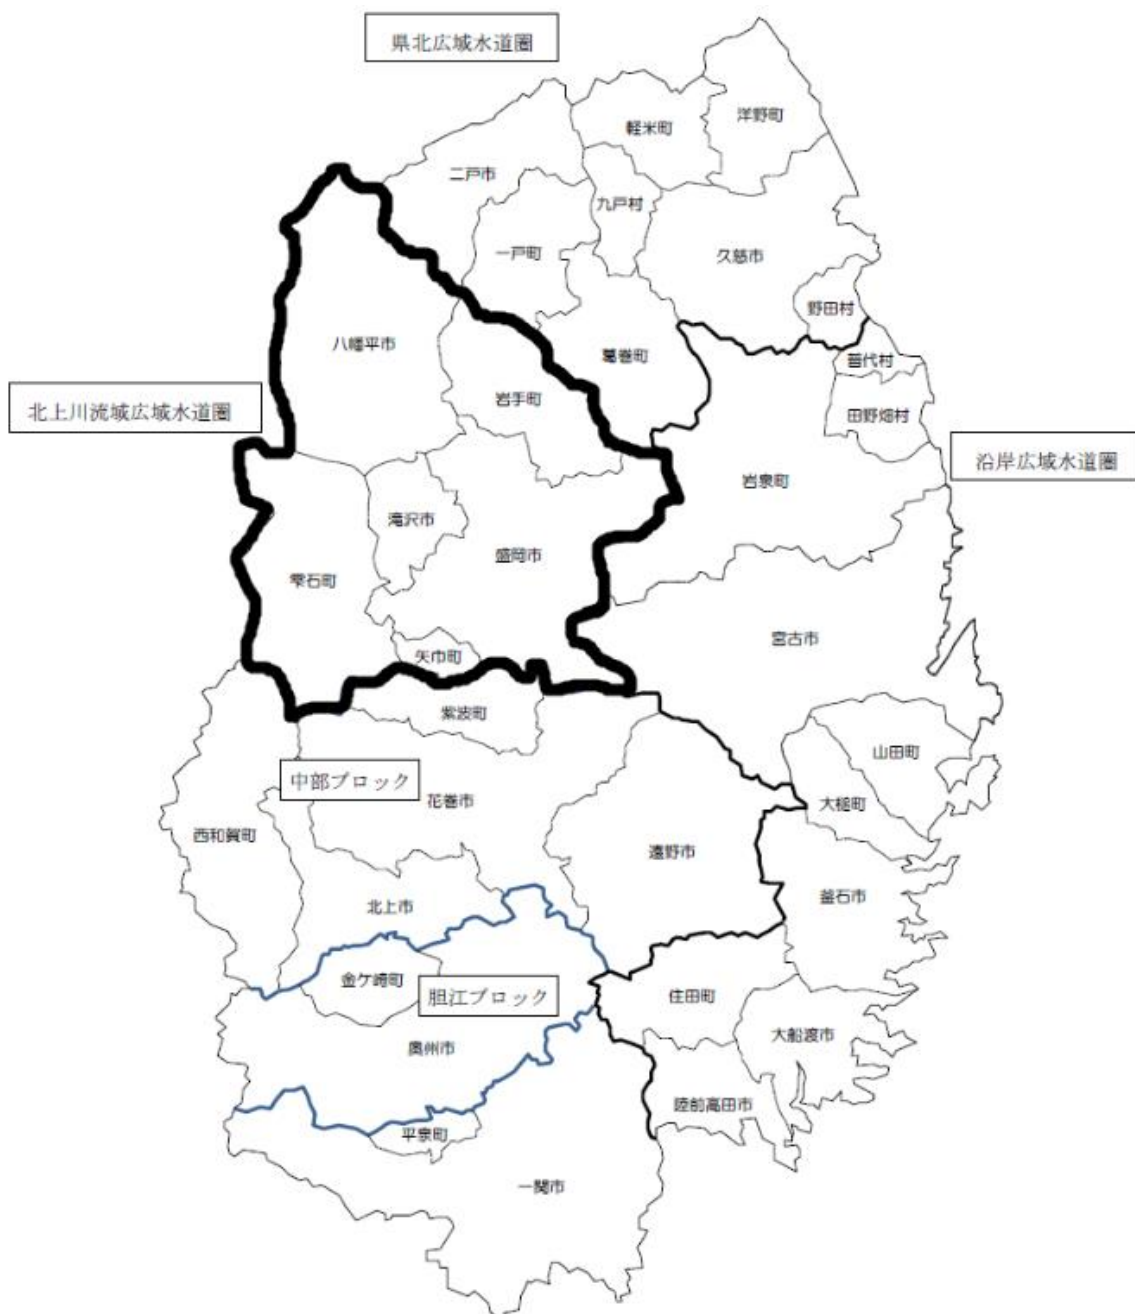 県北広域水道圏
洋野町
軽米町
二戸市
九戸村
一戸町
久慈市
野田村
八幡平市
葛巻町
普代村
岩手町
田野畑村
北上川流域広域水道圏
沿岸広域水道圏
岩泉町
滝沢市
盛岡市
雫石町
宮古市
矢巾町
紫波町
山田町
中部ブロック
花巻市
大槌町
西和賀町
遠野市
釜石市
北上市
金ケ崎町
胆江ブロック
住田町
大船渡市
奥州市
陸前高田市
平泉町
一関市